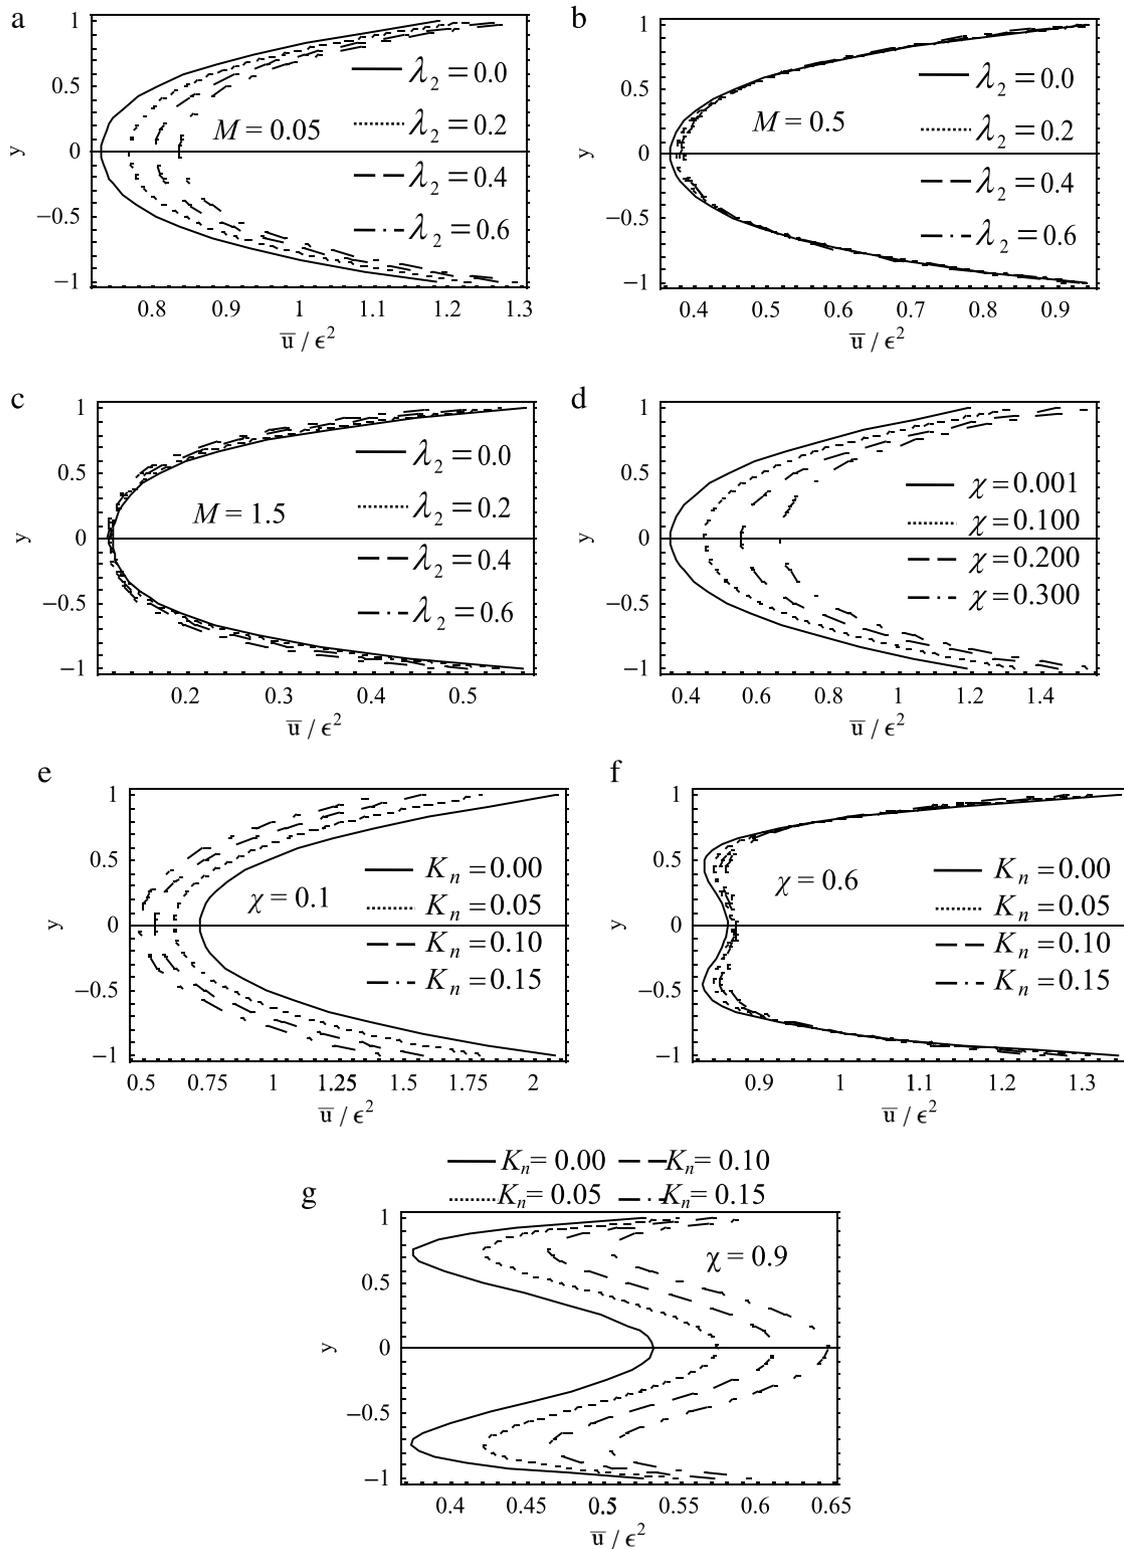 a
1
0.5
0
−0.5
−1
y
M = 0.05
λ2 = 0.0
λ2 = 0.2
λ2 = 0.4
λ2 = 0.6
0.8 0.9 1 1.1 1.2 1.3
u̅ / ϵ²
b
1
0.5
0
−0.5
−1
y
M = 0.5
λ2 = 0.0
λ2 = 0.2
λ2 = 0.4
λ2 = 0.6
0.4 0.5 0.6 0.7 0.8 0.9
u̅ / ϵ²
c
1
0.5
0
−0.5
−1
y
M = 1.5
λ2 = 0.0
λ2 = 0.2
λ2 = 0.4
λ2 = 0.6
0.2 0.3 0.4 0.5
u̅ / ϵ²
d
1
0.5
0
−0.5
−1
y
χ = 0.001
χ = 0.100
χ = 0.200
χ = 0.300
0.4 0.6 0.8 1 1.2 1.4
u̅ / ϵ²
e
1
0.5
0
−0.5
−1
y
χ = 0.1
Kn = 0.00
Kn = 0.05
Kn = 0.10
Kn = 0.15
0.5 0.75 1 1.25 1.5 1.75 2
u̅ / ϵ²
f
1
0.5
0
−0.5
−1
y
χ = 0.6
Kn = 0.00
Kn = 0.05
Kn = 0.10
Kn = 0.15
0.9 1 1.1 1.2 1.3
u̅ / ϵ²
Kn = 0.00 Kn = 0.10
Kn = 0.05 Kn = 0.15
g
1
0.5
0
−0.5
−1
y
χ = 0.9
0.4 0.45 0.5 0.55 0.6 0.65
u̅ / ϵ²